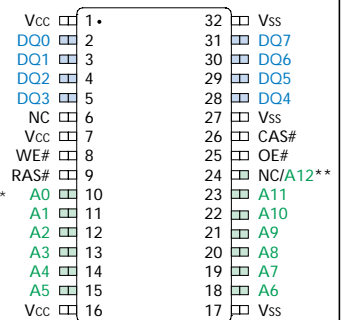 Vcc 1 • 32 Vss
DQ0 2 31 DQ7
DQ1 3 30 DQ6
DQ2 4 29 DQ5
DQ3 5 28 DQ4
NC 6 27 Vss
Vcc 7 26 CAS#
WE# 8 25 OE#
RAS# 9 24 NC/A12**
* A0 10 23 A11
A1 11 22 A10
A2 12 21 A9
A3 13 20 A8
A4 14 19 A7
A5 15 18 A6
Vcc 16 17 Vss